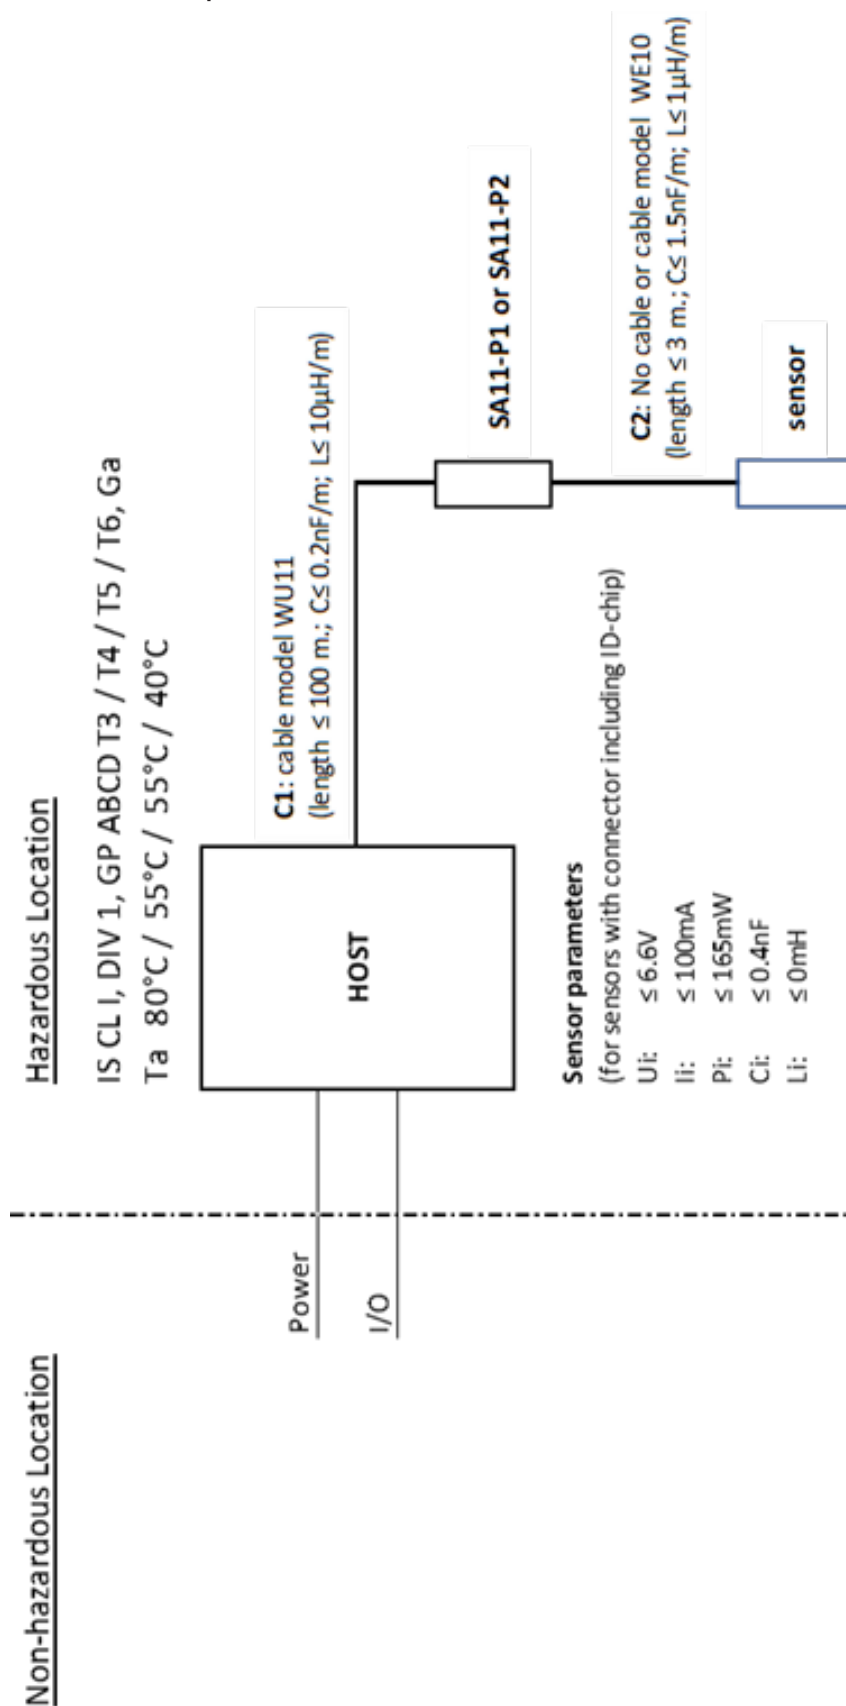 Non-hazardous Location
Hazardous Location
IS CL I, DIV 1, GP ABCD T3 / T4 / T5 / T6, Ga
Ta 80°C / 55°C / 55°C / 40°C
Power
I/O
HOST
C1: cable model WU11
(length ≤ 100 m.; C≤ 0.2nF/m; L≤ 10µH/m)
SA11-P1 or SA11-P2
C2: No cable or cable model WE10
(length ≤ 3 m.; C≤ 1.5nF/m; L≤ 1µH/m)
sensor
Sensor parameters
(for sensors with connector including ID-chip)
Ui: ≤ 6.6V
Ii: ≤ 100mA
Pi: ≤ 165mW
Ci: ≤ 0.4nF
Li: ≤ 0mH